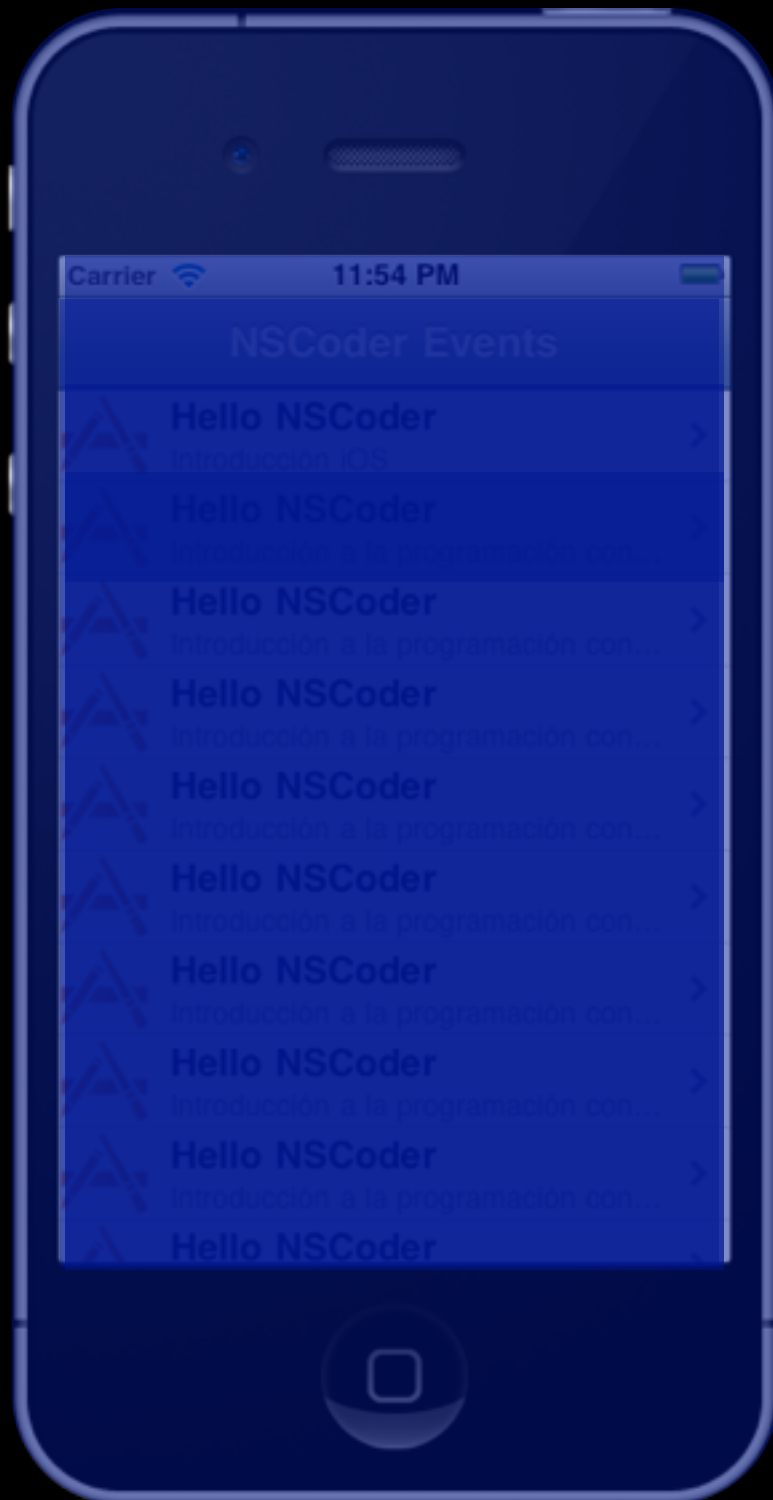 Carrier 11:54 PM
NSCoder Events
Hello NSCoder
Introducción iOS
Hello NSCoder
Introducción a la programación con...
Hello NSCoder
Introducción a la programación con...
Hello NSCoder
Introducción a la programación con...
Hello NSCoder
Introducción a la programación con...
Hello NSCoder
Introducción a la programación con...
Hello NSCoder
Introducción a la programación con...
Hello NSCoder
Introducción a la programación con...
Hello NSCoder
Introducción a la programación con...
Hello NSCoder